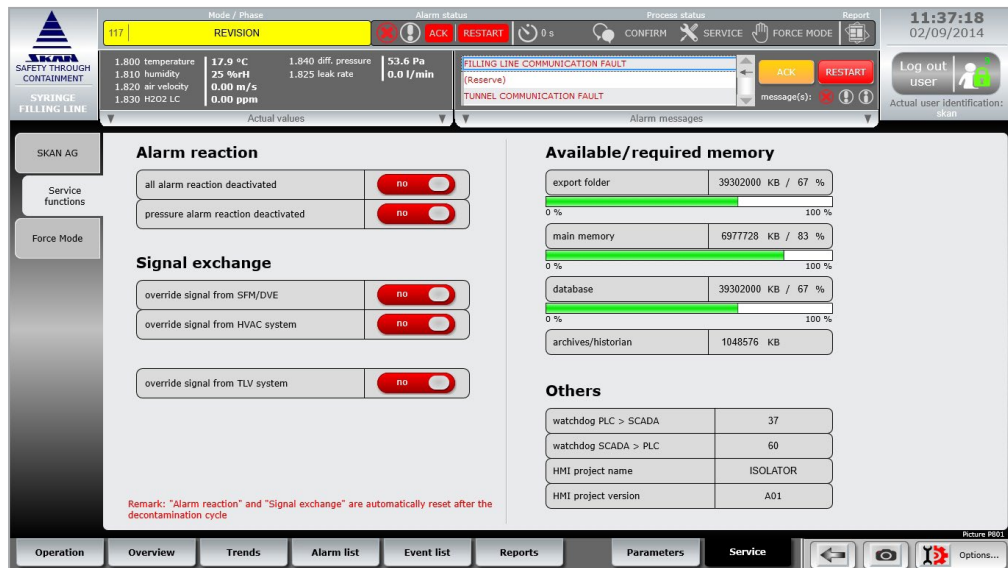 SKAN
SAFETY THROUGH
CONTAINMENT
SYRINGE
FILLING LINE
Mode / Phase
117 REVISION
Alarm status
ACK RESTART
0 s
Process status
CONFIRM SERVICE FORCE MODE
Report
11:37:18
02/09/2014
1.800 temperature 17.9 °C
1.810 humidity 25 %rH
1.820 air velocity 0.00 m/s
1.830 H2O2 LC 0.00 ppm
1.840 diff. pressure 53.6 Pa
1.825 leak rate 0.0 l/min
Actual values
FILLING LINE COMMUNICATION FAULT
(Reserve)
TUNNEL COMMUNICATION FAULT
ACK RESTART
message(s):
Alarm messages
Log out
user
Actual user identification:
skan
SKAN AG
Service
functions
Force Mode
Alarm reaction
all alarm reaction deactivated no
pressure alarm reaction deactivated no
Signal exchange
override signal from SFM/DVE no
override signal from HVAC system no
override signal from TLV system no
Remark: "Alarm reaction" and "Signal exchange" are automatically reset after the
decontamination cycle
Available/required memory
export folder 39302000 KB / 67 %
0 % 100 %
main memory 6977728 KB / 83 %
0 % 100 %
database 39302000 KB / 67 %
0 % 100 %
archives/historian 1048576 KB
Others
watchdog PLC > SCADA 37
watchdog SCADA > PLC 60
HMI project name ISOLATOR
HMI project version A01
Picture P801
Operation Overview Trends Alarm list Event list Reports Parameters Service Options...